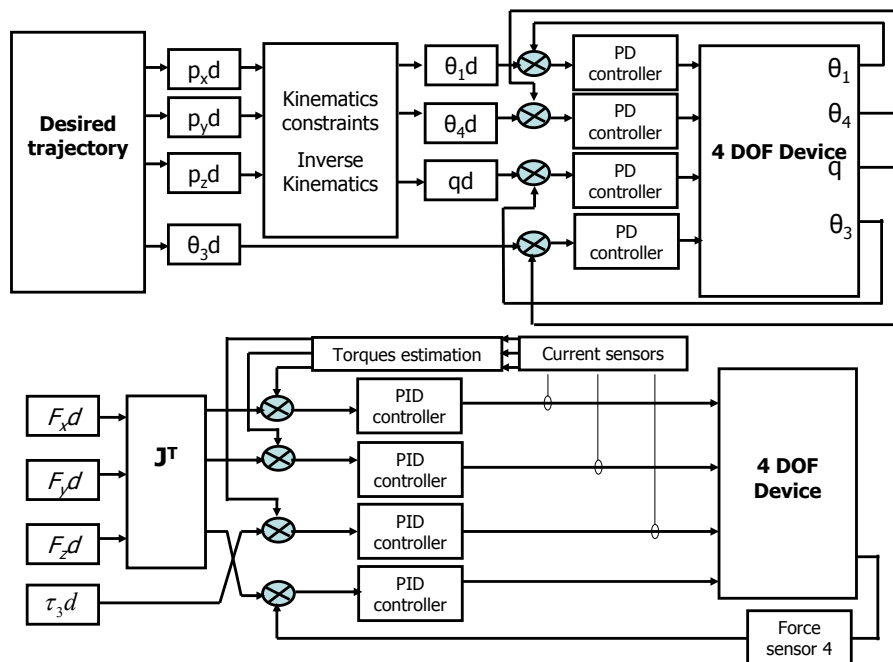 Desired
trajectory
pxd
pyd
pzd
θ3d
Kinematics
constraints
Inverse
Kinematics
θ1d
θ4d
qd
PD
controller
PD
controller
PD
controller
PD
controller
4 DOF Device
θ1
θ4
q
θ3
Torques estimation
Current sensors
Fxd
Fyd
Fzd
τ3d
JT
PID
controller
PID
controller
PID
controller
PID
controller
4 DOF
Device
Force
sensor 4